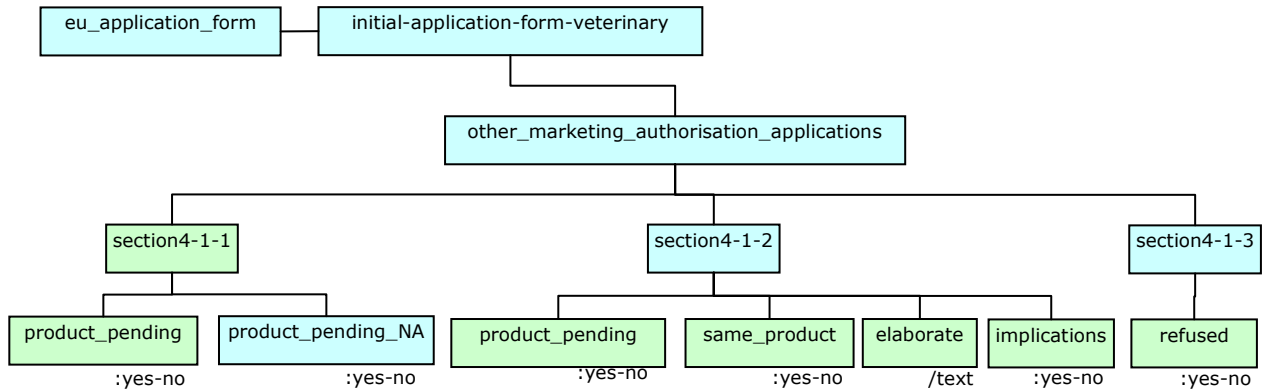 eu_application_form
initial-application-form-veterinary
other_marketing_authorisation_applications
section4-1-1
section4-1-2
section4-1-3
product_pending
product_pending_NA
product_pending
same_product
elaborate
implications
refused
:yes-no
:yes-no
:yes-no
:yes-no
/text
:yes-no
:yes-no